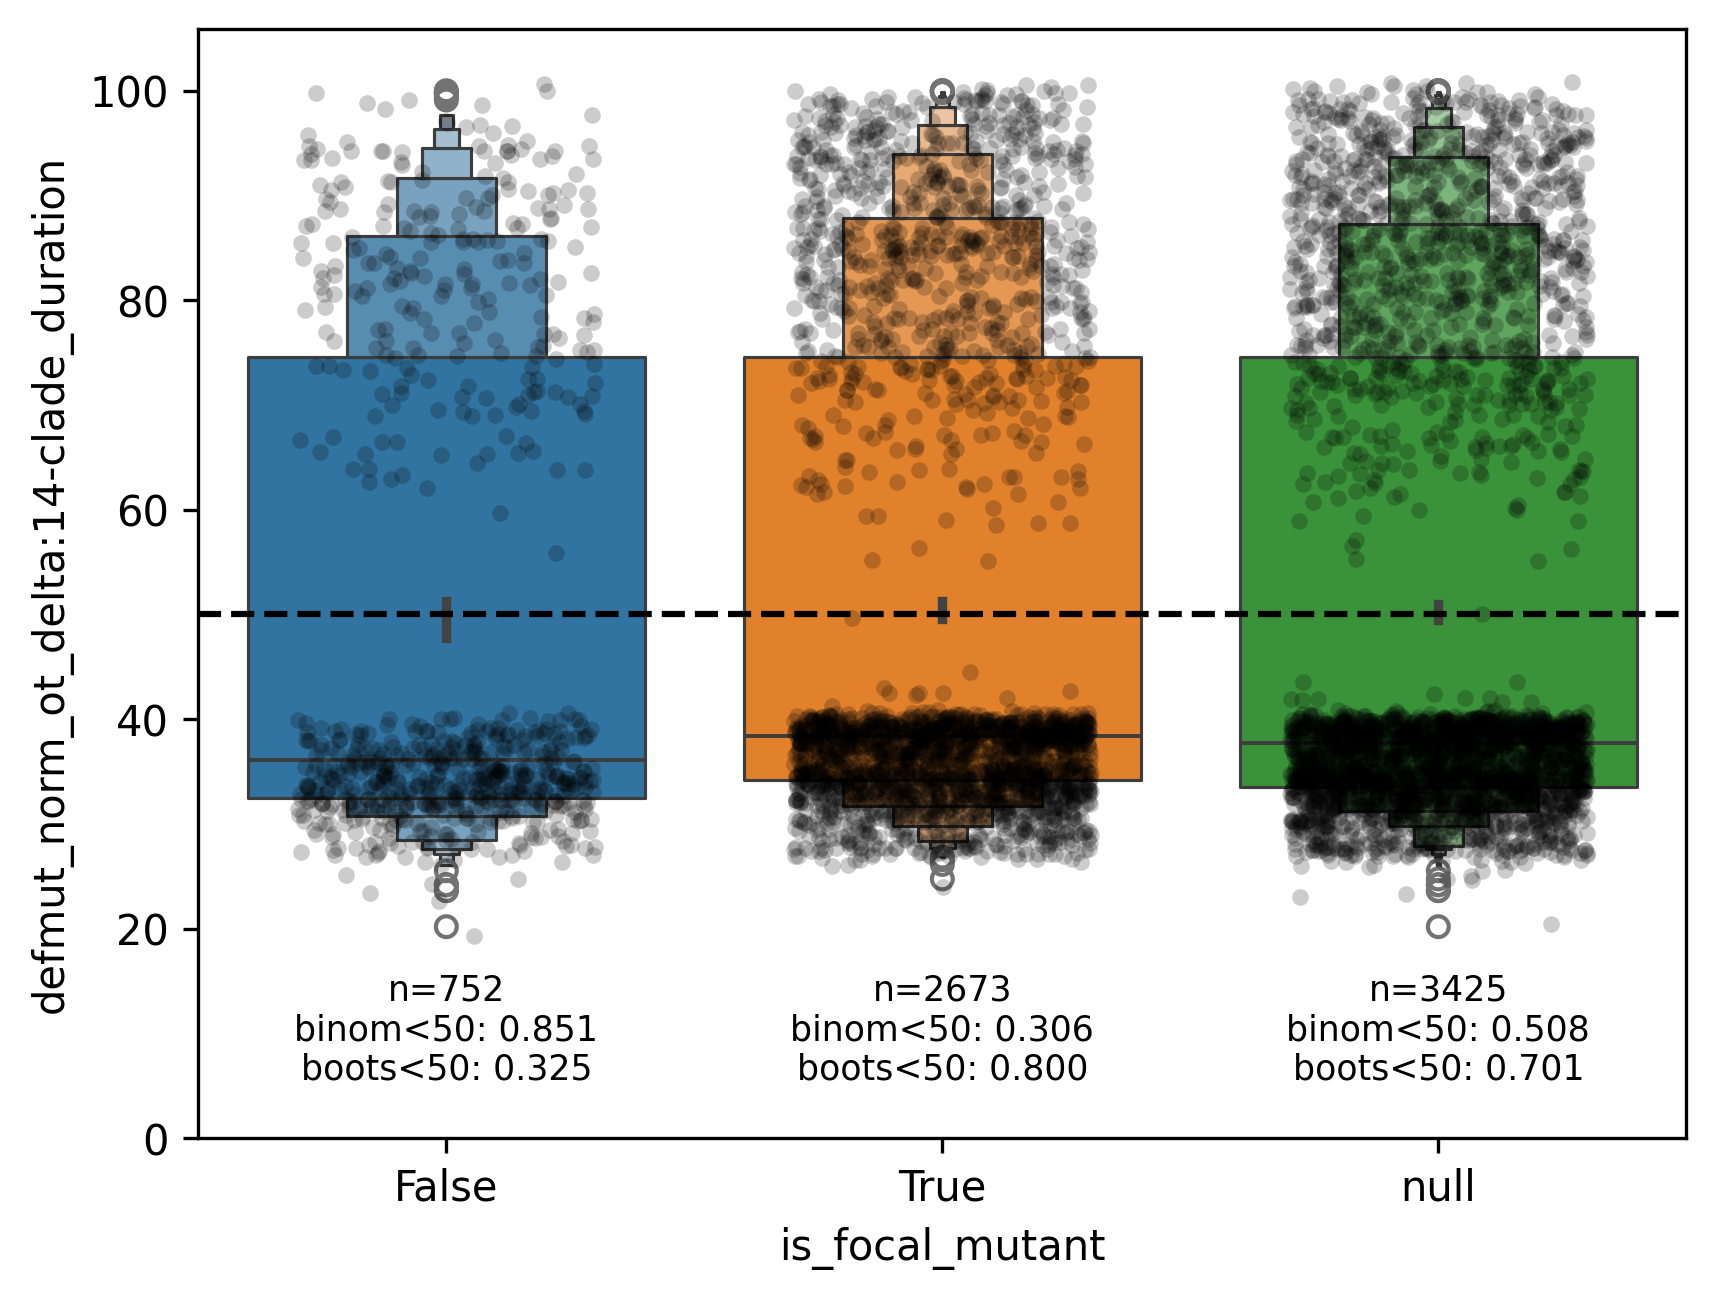 defmut_norm_ot_delta:14-clade_duration
100
80
60
40
20
0
n=752
binom<50: 0.851
boots<50: 0.325
n=2673
binom<50: 0.306
boots<50: 0.800
n=3425
binom<50: 0.508
boots<50: 0.701
False
True
null
is_focal_mutant